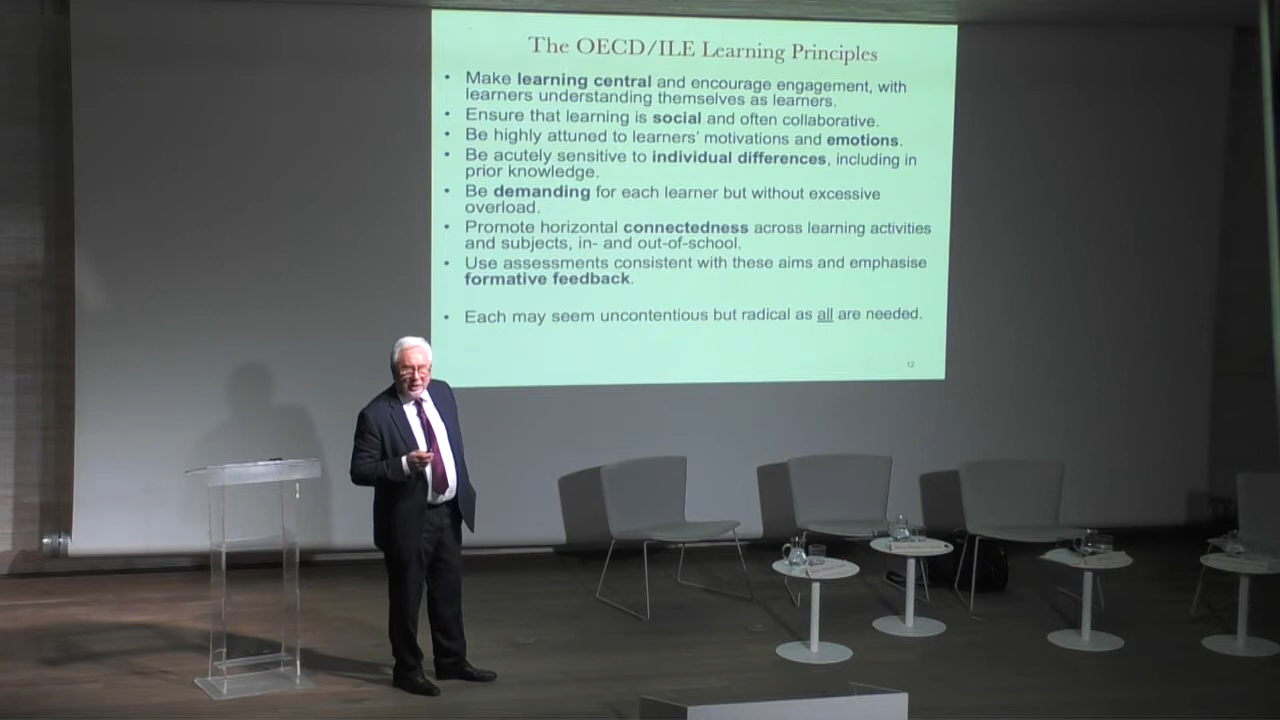 The OECD/ILE Learning Principles
• Make learning central and encourage engagement, with
learners understanding themselves as learners.
• Ensure that learning is social and often collaborative.
• Be highly attuned to learners' motivations and emotions.
• Be acutely sensitive to individual differences, including in
prior knowledge.
• Be demanding for each learner but without excessive
overload.
• Promote horizontal connectedness across learning activities
and subjects, in- and out-of-school.
• Use assessments consistent with these aims and emphasise
formative feedback.
• Each may seem uncontentious but radical as all are needed.
12